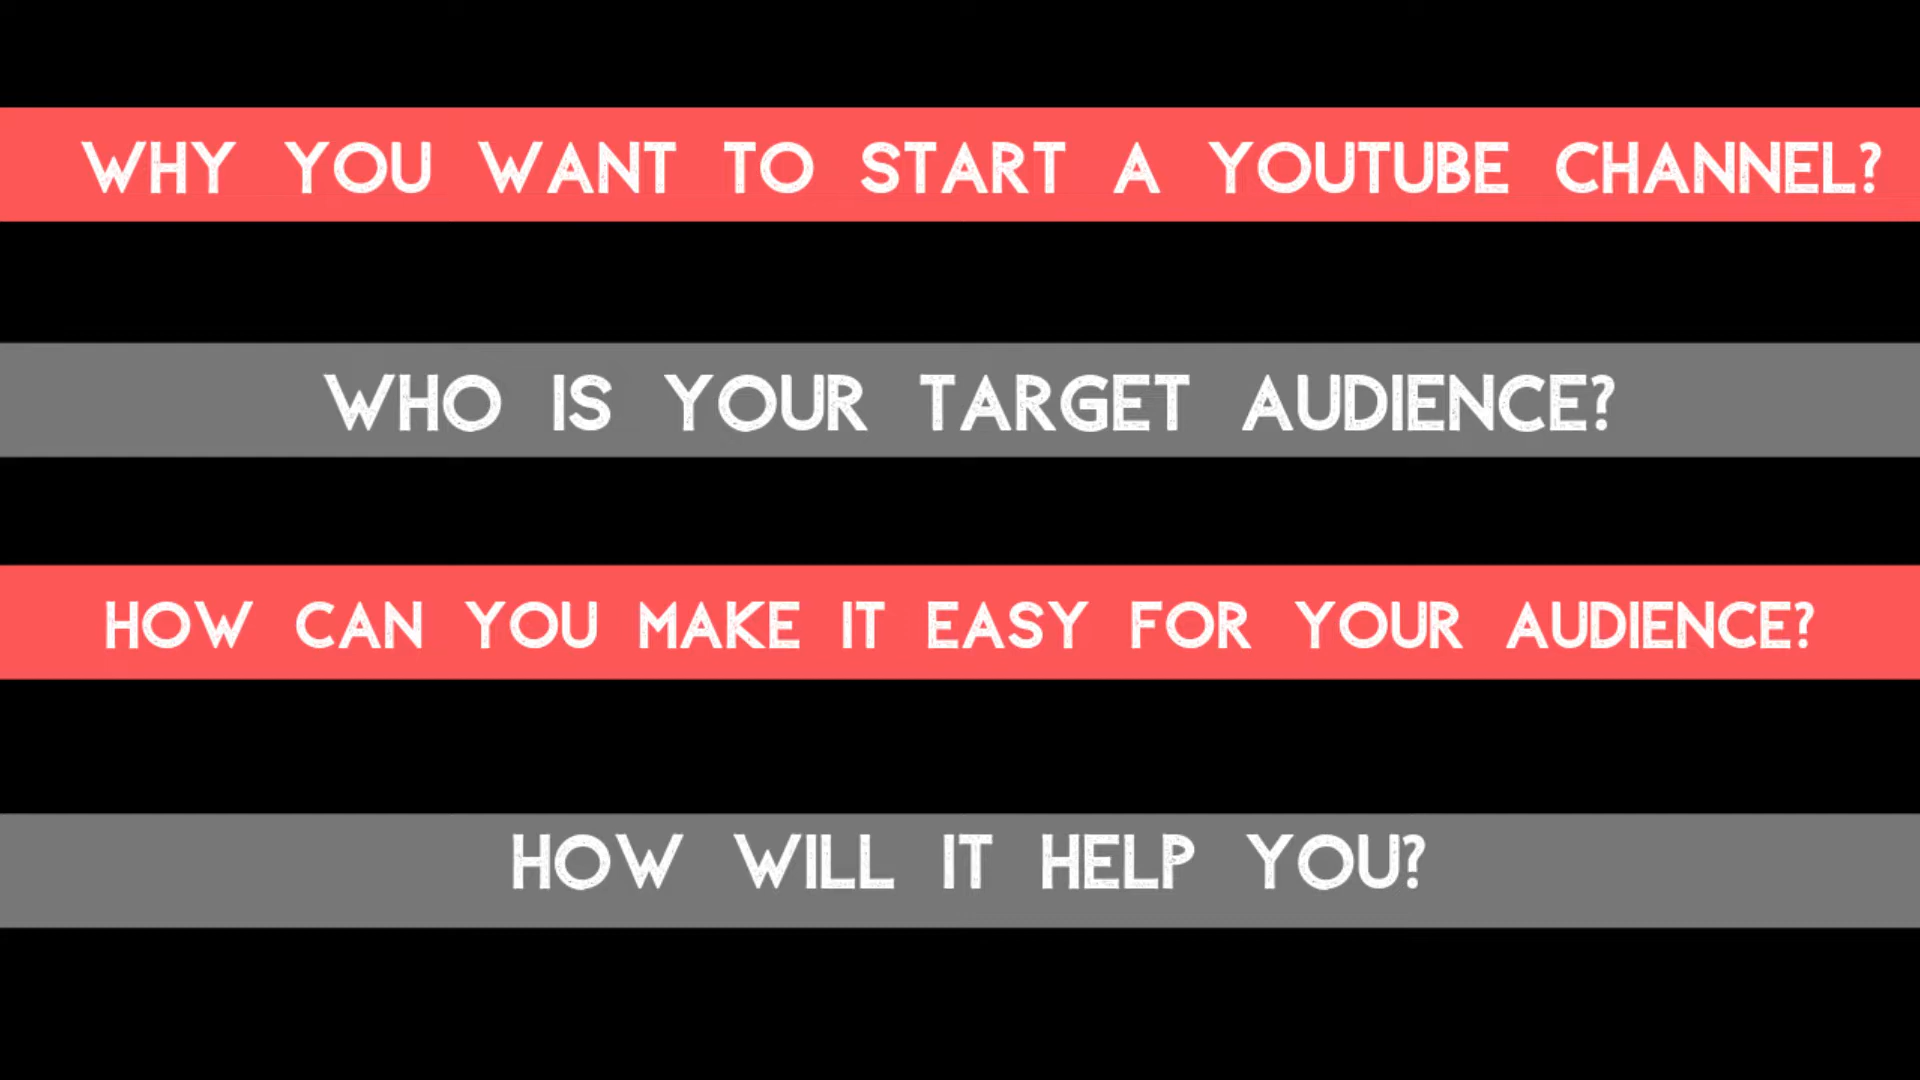 WHY YOU WANT TO START A YOUTUBE CHANNEL?
WHO IS YOUR TARGET AUDIENCE?
HOW CAN YOU MAKE IT EASY FOR YOUR AUDIENCE?
HOW WILL IT HELP YOU?